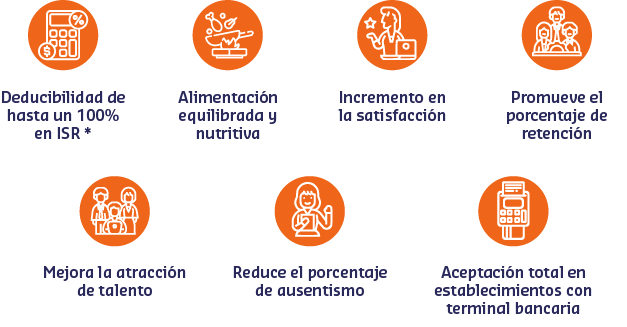 Deducibilidad de
hasta un 100%
en ISR *
Alimentación
equilibrada y
nutritiva
Incremento en
la satisfacción
Promueve el
porcentaje de
retención
Mejora la atracción
de talento
Reduce el porcentaje
de ausentismo
Aceptación total en
establecimientos con
terminal bancaria